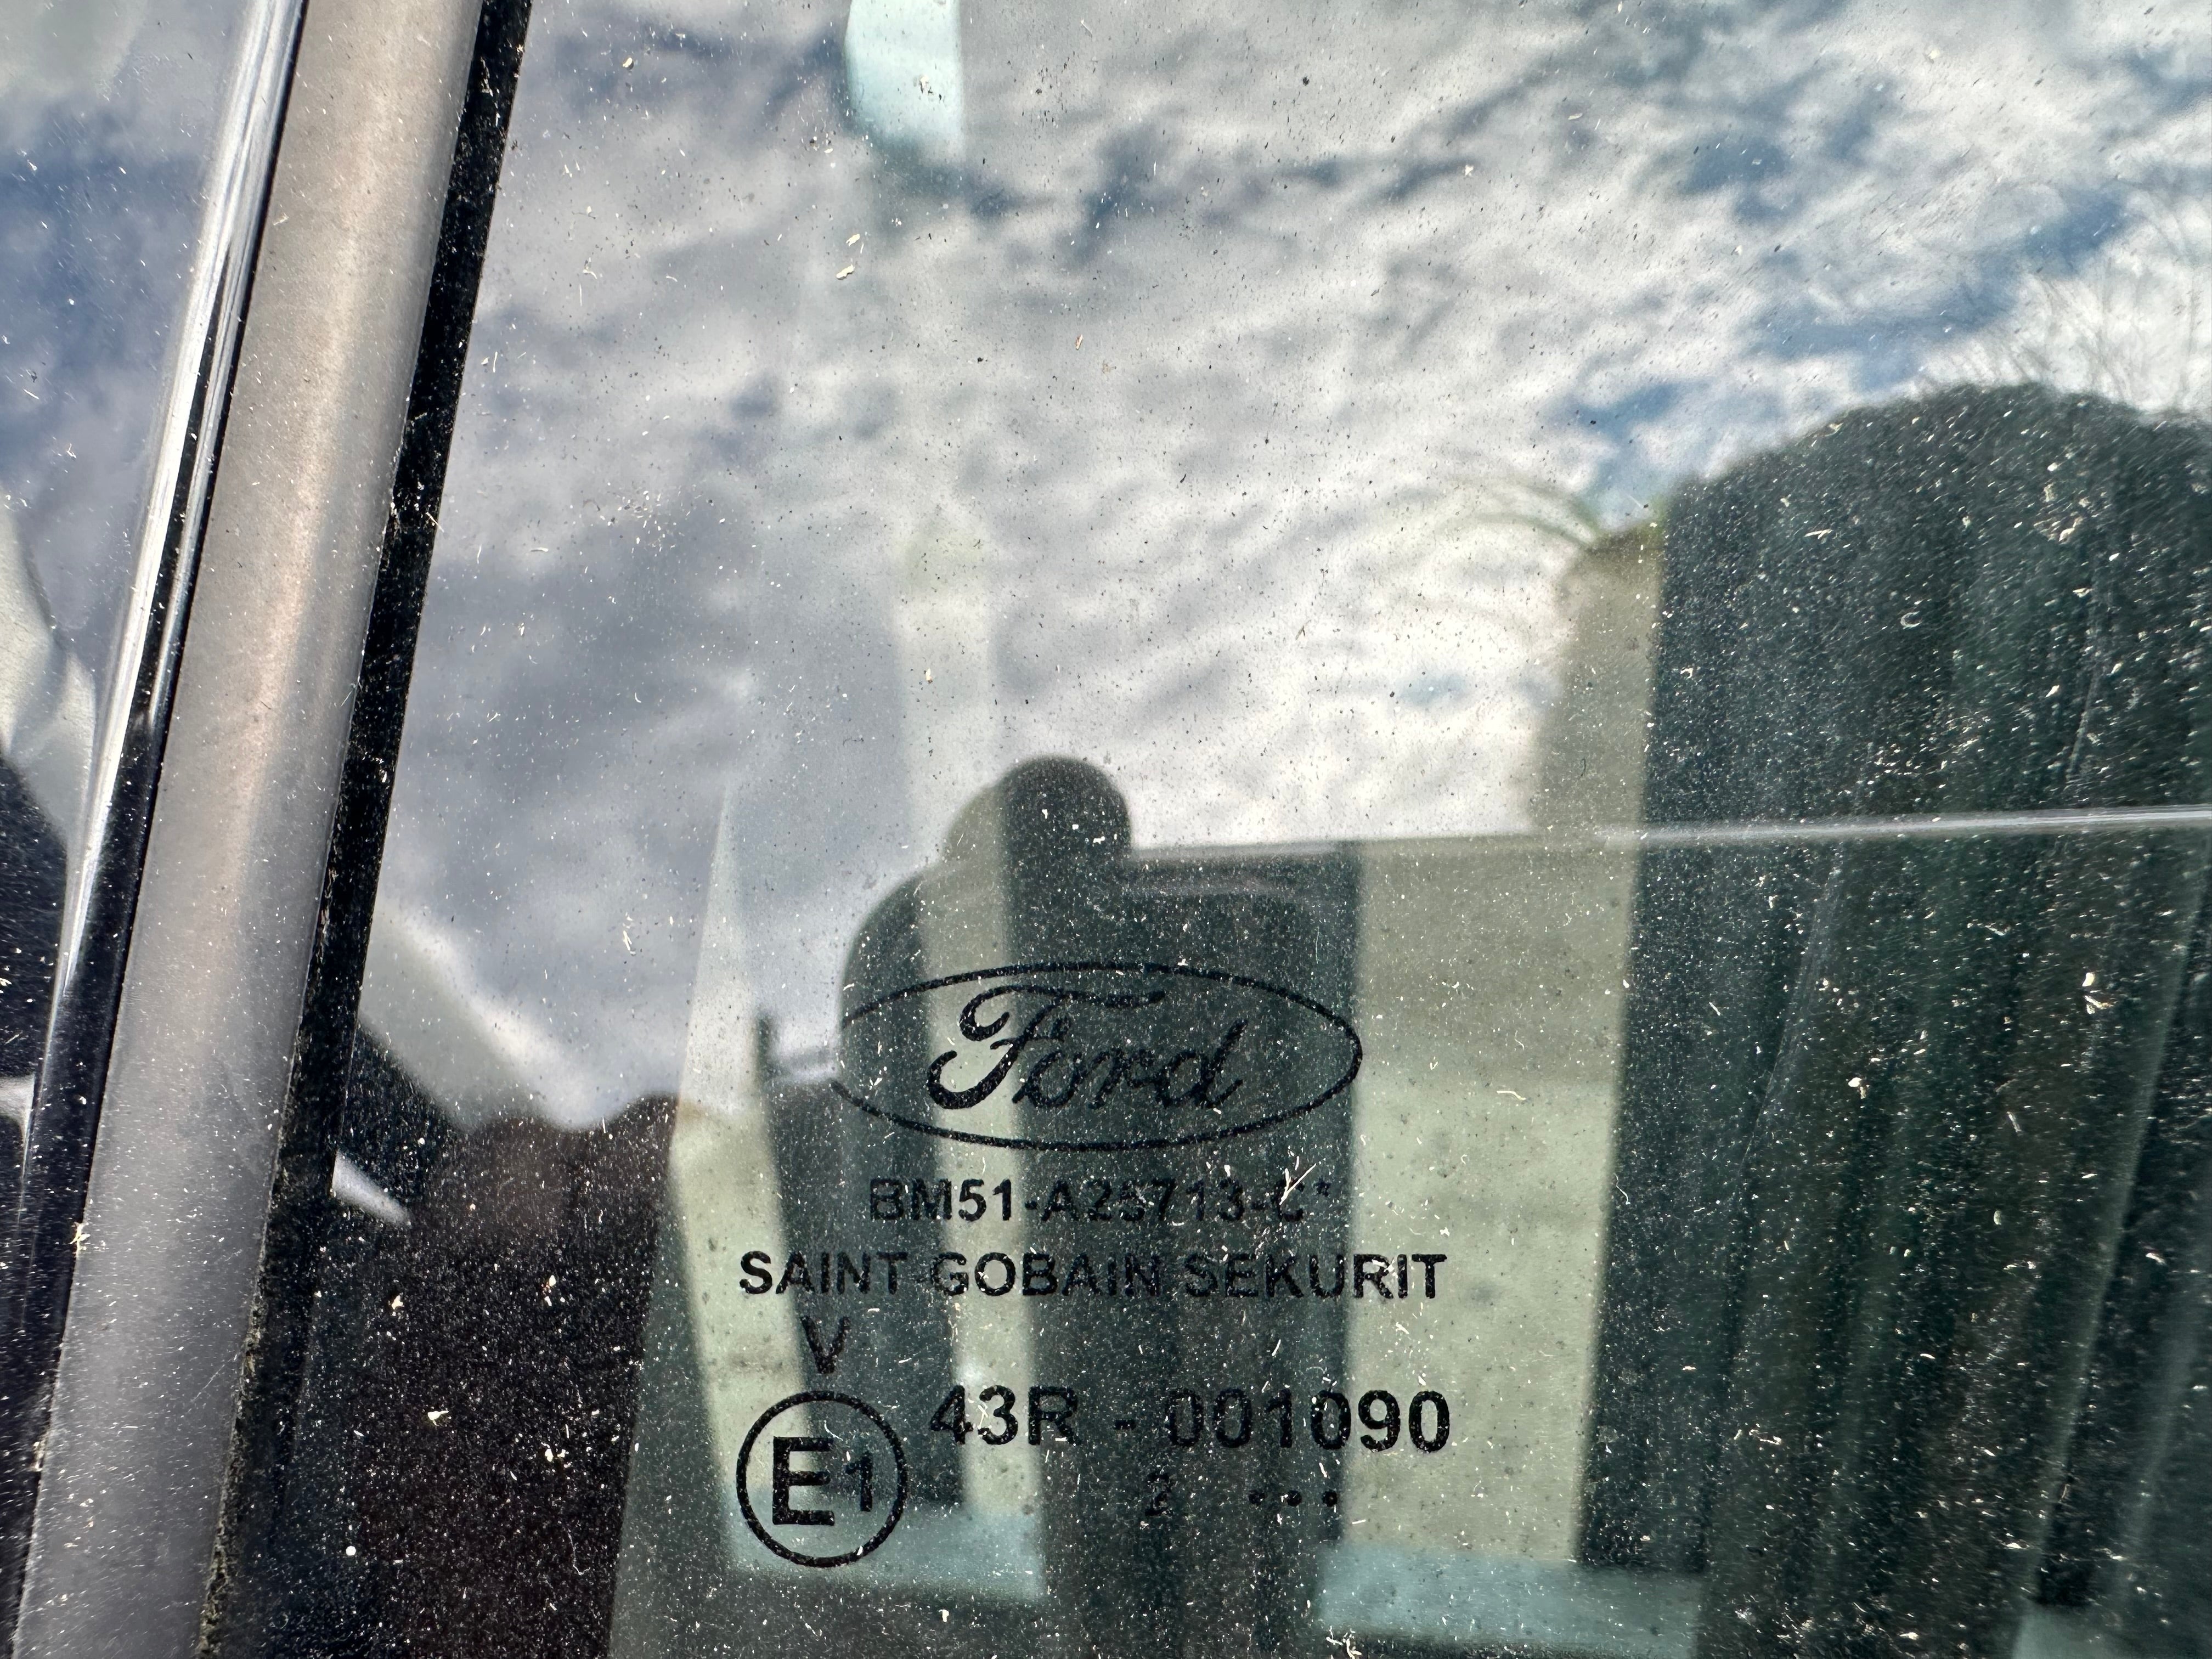 Ford
BM51-A25713-C*
SAINT-GOBAIN SEKURIT
V
E1 43R - 001090
2 ...